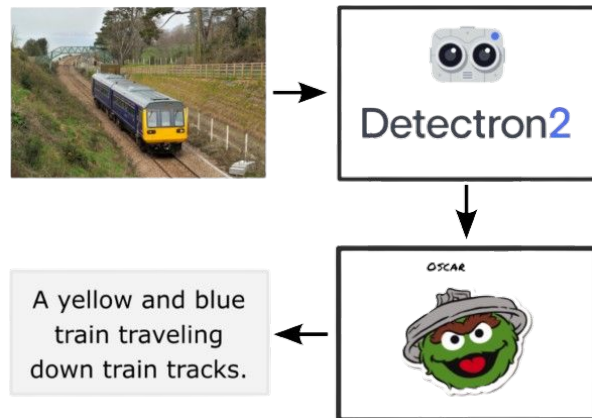 Detectron2
OSCAR
A yellow and blue
train traveling
down train tracks.